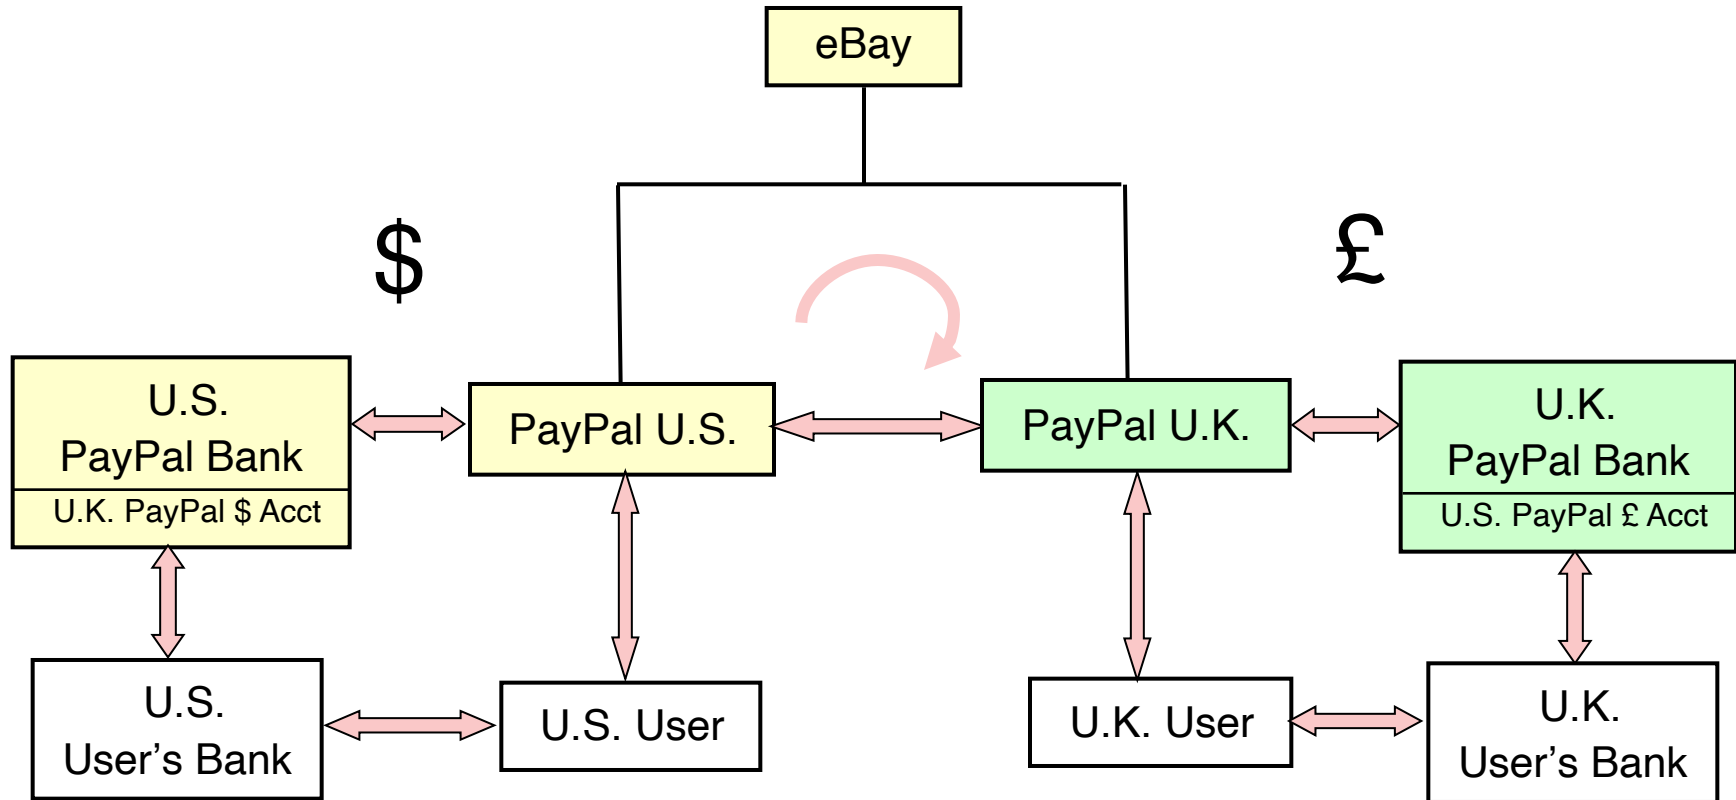 eBay
$
£
U.S.
PayPal Bank
U.K. PayPal $ Acct
PayPal U.S.
PayPal U.K.
U.K.
PayPal Bank
U.S. PayPal £ Acct
U.S.
User's Bank
U.S. User
U.K. User
U.K.
User’s Bank